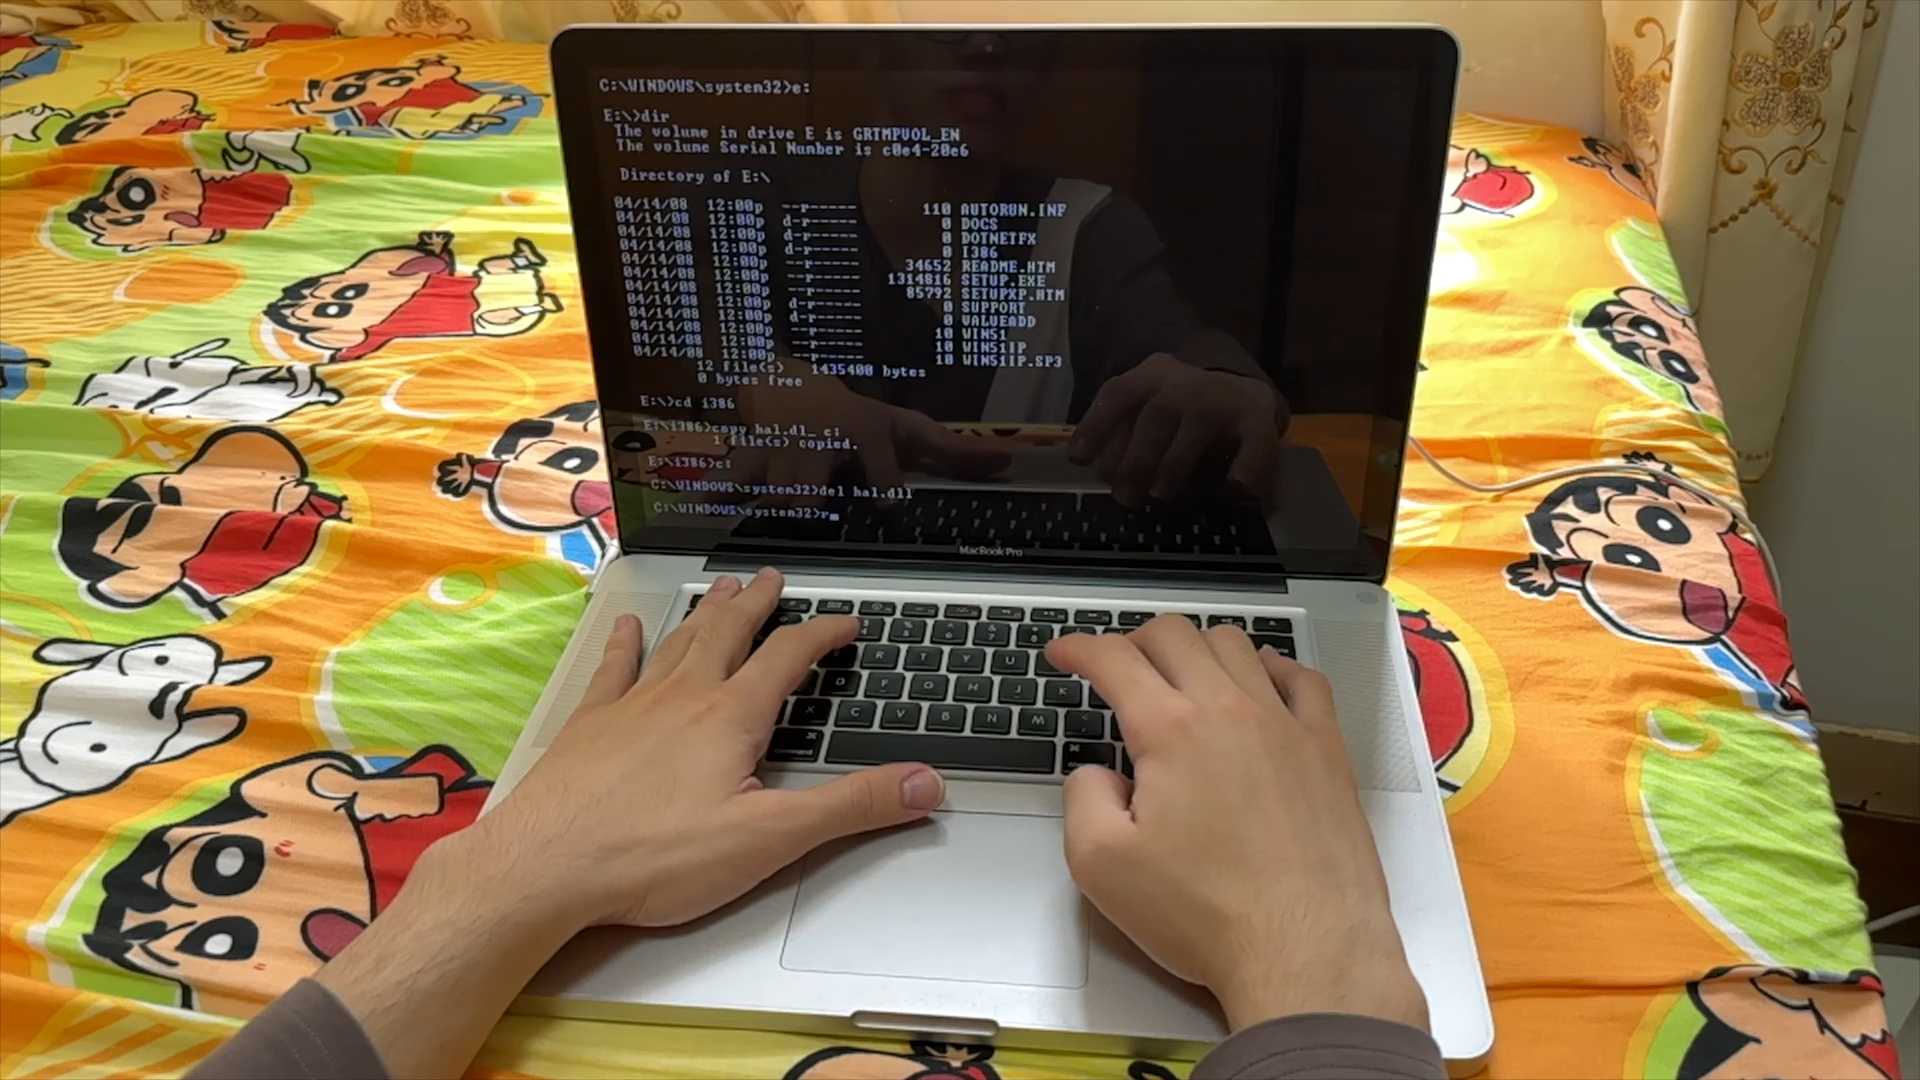 C:\WINDOWS\system32>e:
E:\>dir
The volume in drive E is GRTMPVOL_EN
The volume Serial Number is c0e4-20e6
Directory of E:\
04/14/08 12:00p --r----- 110 AUTORUN.INF
04/14/08 12:00p d-r----- 0 DOCS
04/14/08 12:00p d-r----- 0 DOTNETFX
04/14/08 12:00p d-r----- 0 I386
04/14/08 12:00p --r----- 34652 README.HTM
04/14/08 12:00p --r----- 1314816 SETUP.EXE
04/14/08 12:00p --r----- 85792 SETUPXP.HTM
04/14/08 12:00p d-r----- 0 SUPPORT
04/14/08 12:00p d-r----- 0 VALUEADD
04/14/08 12:00p --r----- 10 WIN51
04/14/08 12:00p --r----- 10 WIN51IP
04/14/08 12:00p --r----- 10 WIN51IP.SP3
12 file(s) 1435400 bytes
0 bytes free
E:\>cd i386
E:\i386>copy hal.dl_ c:
1 file(s) copied.
E:\i386>c:
C:\WINDOWS\system32>del hal.dll
C:\WINDOWS\system32>r_
MacBook Pro
R T Y U
D F G H J K
X C V B N M
command